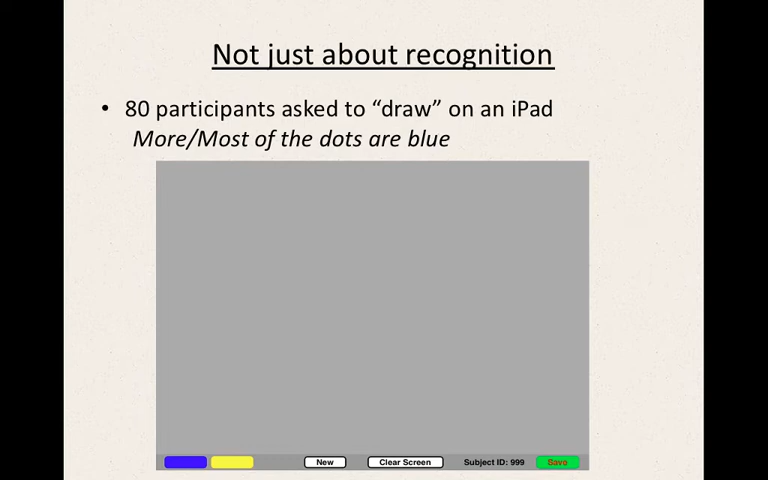 Not just about recognition
• 80 participants asked to “draw” on an iPad
More/Most of the dots are blue
New Clear Screen Subject ID: 999 Save